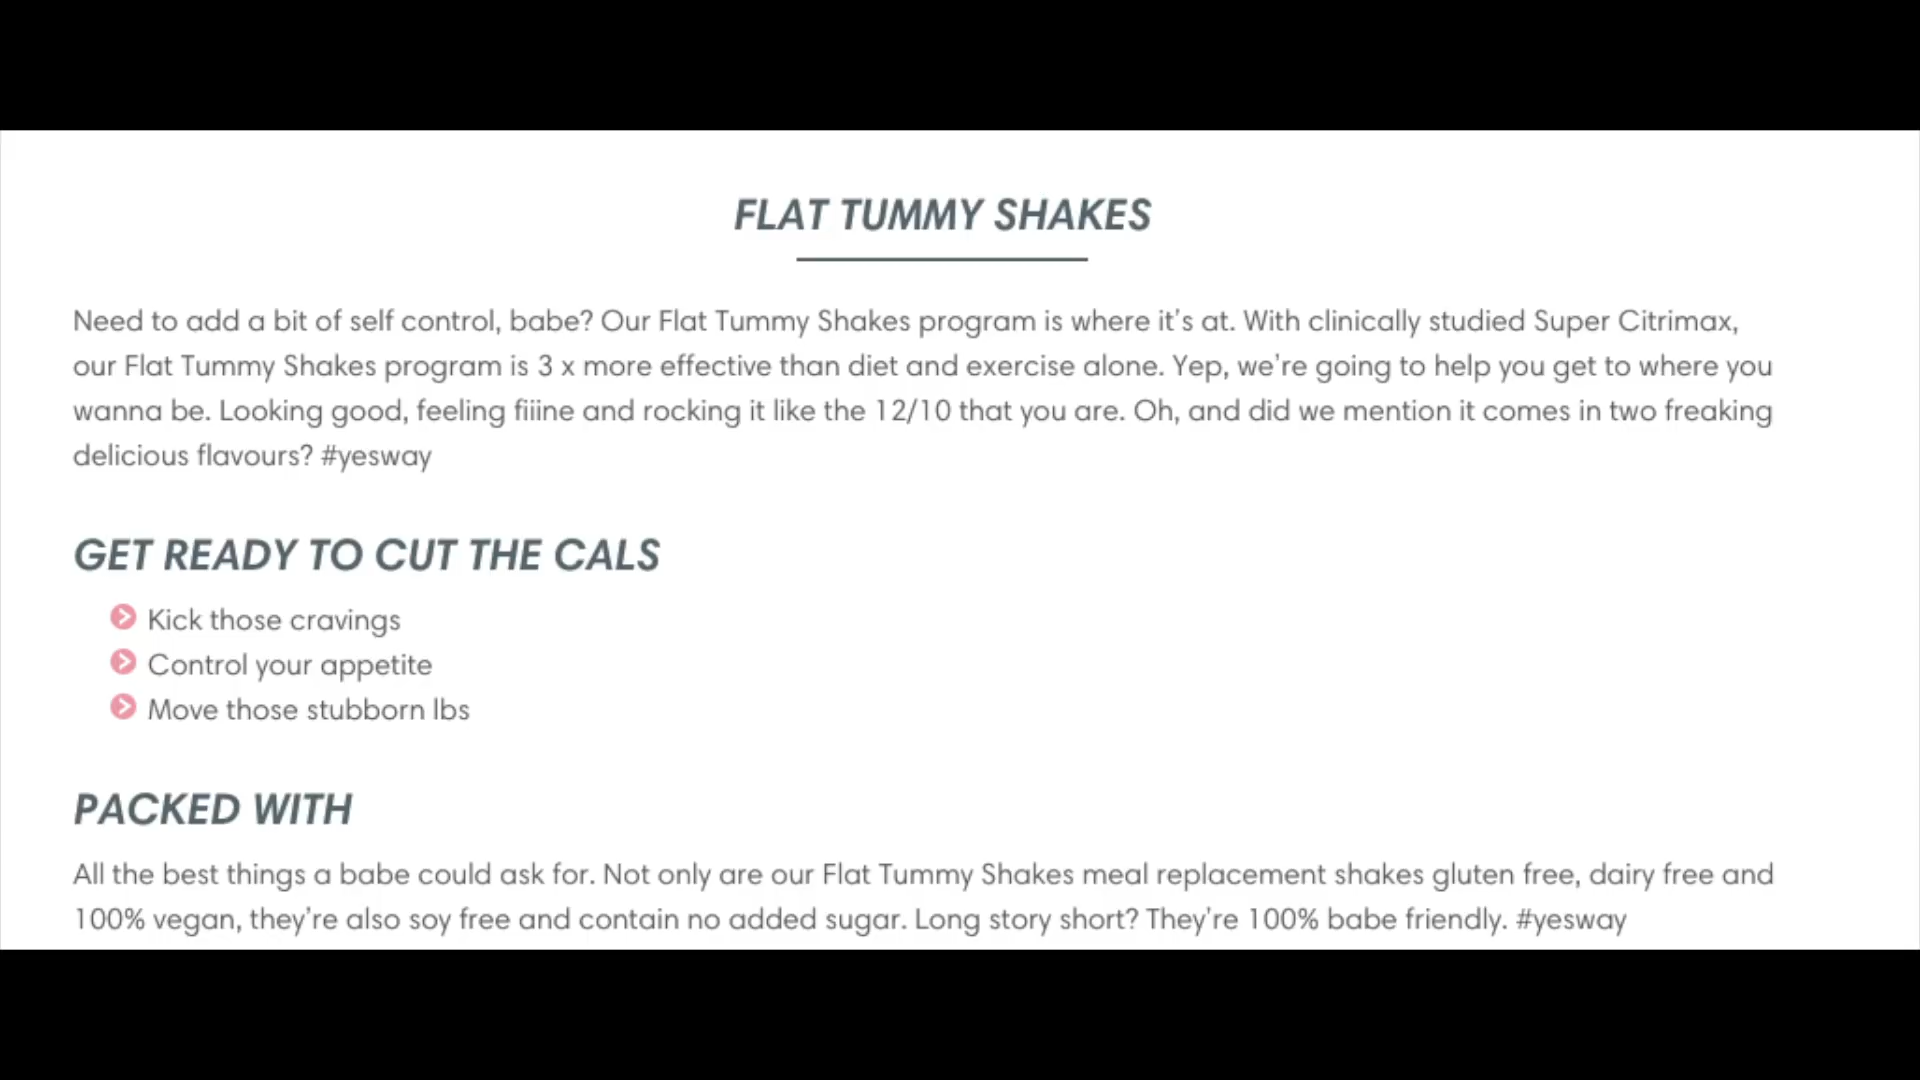 FLAT TUMMY SHAKES
Need to add a bit of self control, babe? Our Flat Tummy Shakes program is where it's at. With clinically studied Super Citrimax,
our Flat Tummy Shakes program is 3 x more effective than diet and exercise alone. Yep, we're going to help you get to where you
wanna be. Looking good, feeling fiiine and rocking it like the 12/10 that you are. Oh, and did we mention it comes in two freaking
delicious flavours? #yesway
GET READY TO CUT THE CALS
Kick those cravings
Control your appetite
Move those stubborn lbs
PACKED WITH
All the best things a babe could ask for. Not only are our Flat Tummy Shakes meal replacement shakes gluten free, dairy free and
100% vegan, they're also soy free and contain no added sugar. Long story short? They're 100% babe friendly. #yesway